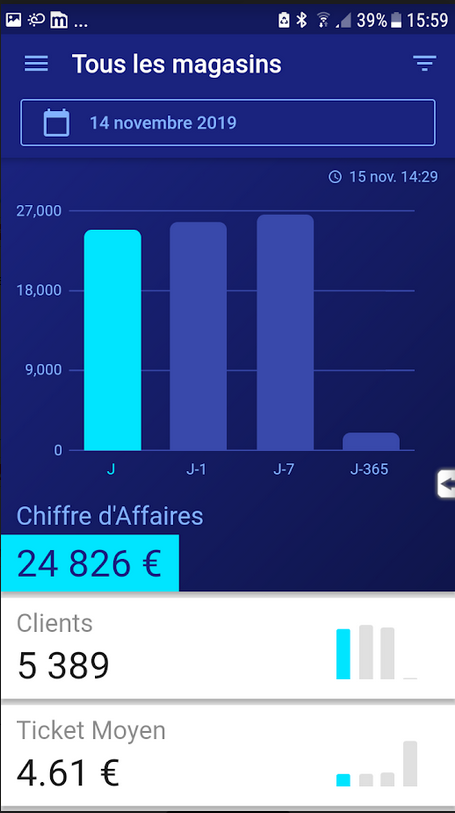 m ... 39% 15:59
Tous les magasins
14 novembre 2019
15 nov. 14:29
27,000
18,000
9,000
0
J J-1 J-7 J-365
Chiffre d'Affaires
24 826 €
Clients
5 389
Ticket Moyen
4.61 €